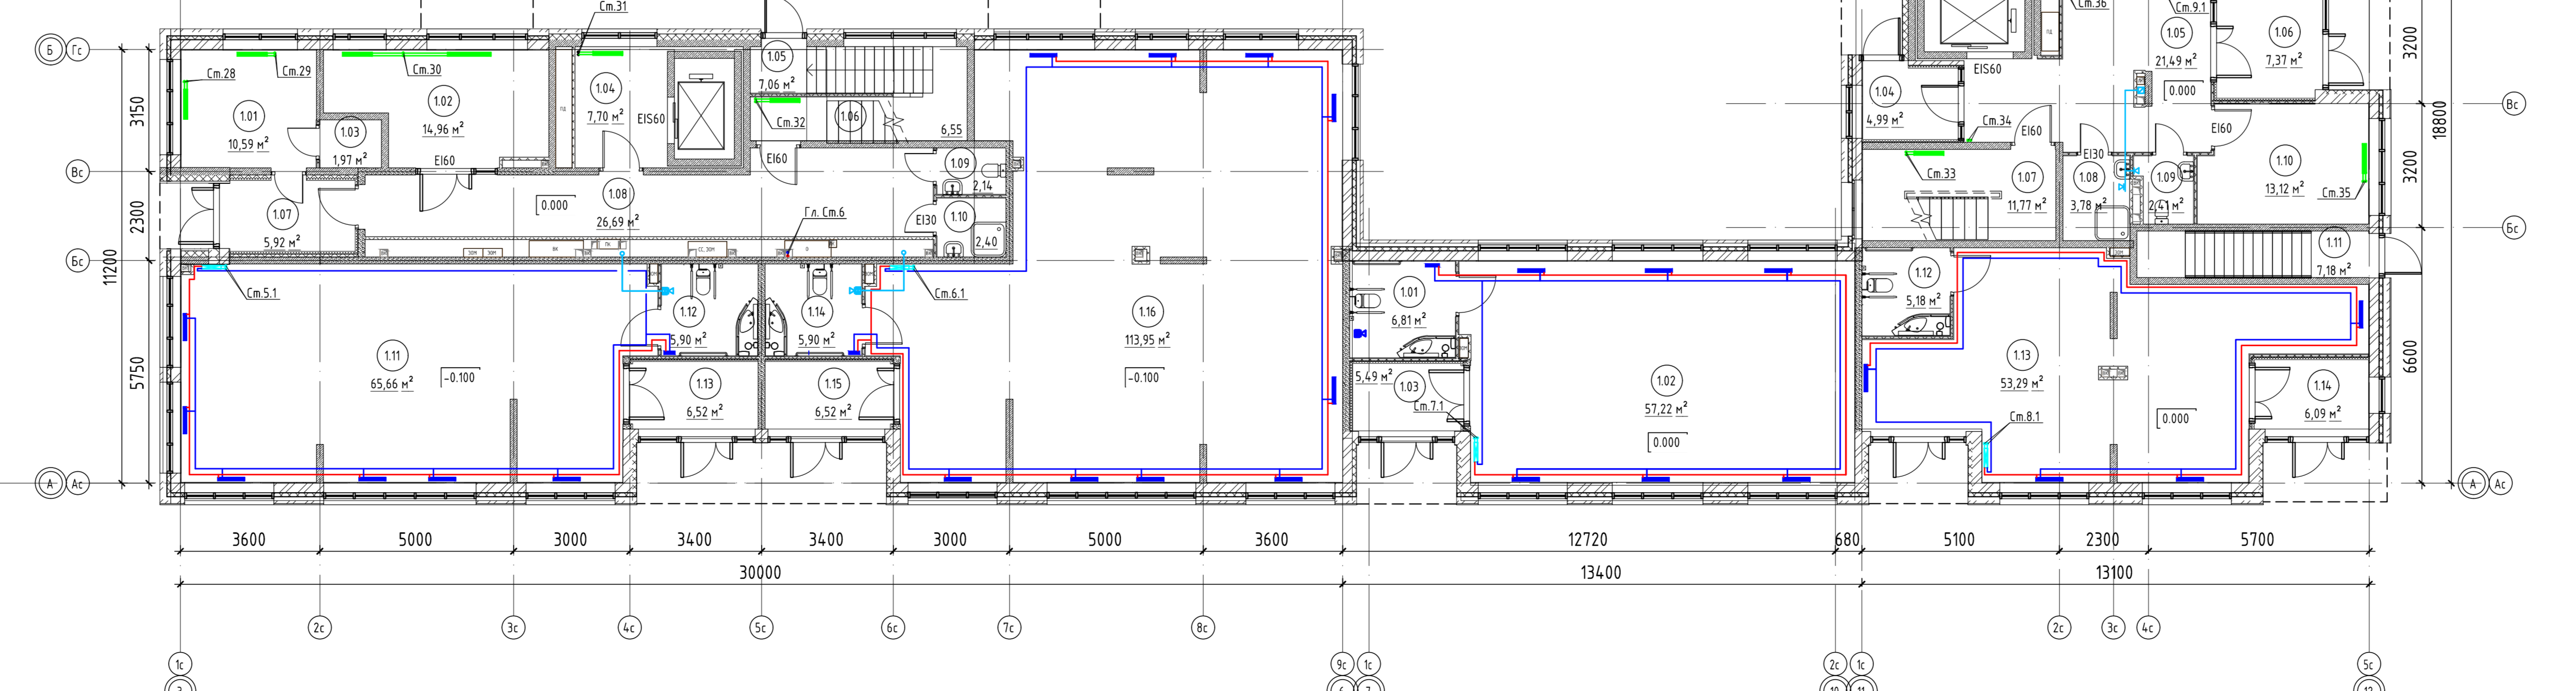 Ст.31
Ст.36
Ст.9.1
Б
Гс
1.05
7,06 м²
1.05
21,49 м²
1.06
7,37 м²
3200
Ст.28
Ст.29
Ст.30
EIS60
0.000
3150
1.01
10,59 м²
1.02
14,96 м²
1.04
7,70 м²
EIS60
Ст.32
1.06
6,55
1.04
4,99 м²
Ст.34
EI60
EI60
Вс
18800
1.03
1,97 м²
EI60
EI60
1.09
2,14
Ст.33
EI30
1.10
13,12 м²
Ст.35
3200
Вс
0.000
1.08
26,69 м²
Гл. Ст.6
EI30
1.10
2,40
1.07
11,77 м²
1.08
3,78 м²
1.09
2,41 м²
2300
1.07
5,92 м²
ЭОМ
ЭОМ
ВК
ПК
СС, ЭОМ
Бс
Бс
11200
Ст.5.1
Ст.6.1
1.11
7,18 м²
1.12
5,90 м²
1.14
5,90 м²
1.16
113,95 м²
-0.100
1.01
6,81 м²
1.12
5,18 м²
5750
1.11
65,66 м²
-0.100
1.13
6,52 м²
1.15
6,52 м²
5,49 м²
1.03
Ст.7.1
1.02
57,22 м²
0.000
1.13
53,29 м²
Ст.8.1
0.000
1.14
6,09 м²
6600
А
Ас
А
Ас
3600
5000
3000
3400
3400
3000
5000
3600
12720
680
5100
2300
5700
30000
13400
13100
2с
3с
4с
5с
6с
7с
8с
2с
3с
4с
1с
9с
1с
2с
1с
5с